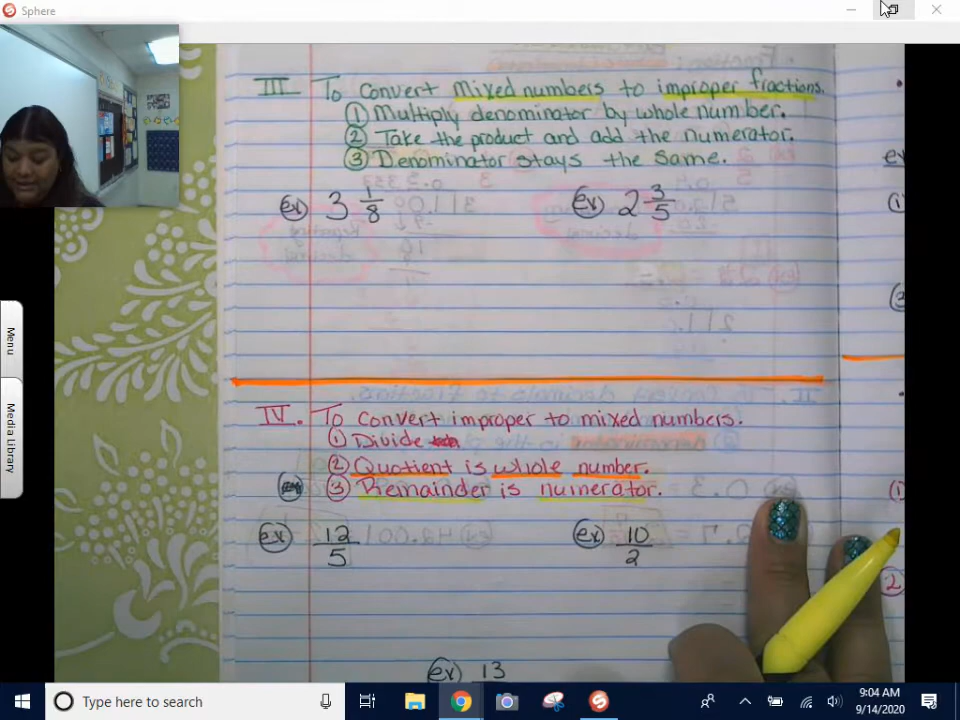 Sphere
III To Convert Mixed numbers to improper fractions.
① Multiply denominator by whole number.
② Take the product and add the numerator.
③ Denominator stays the same.
ex 3 1/8
ex 2 3/5
IV. To convert improper to mixed numbers.
① Divide
② Quotient is whole number.
③ Remainder is numerator.
ex 12/5
ex 10/2
ex 13
Menu
Media Library
Type here to search
9:04 AM
9/14/2020